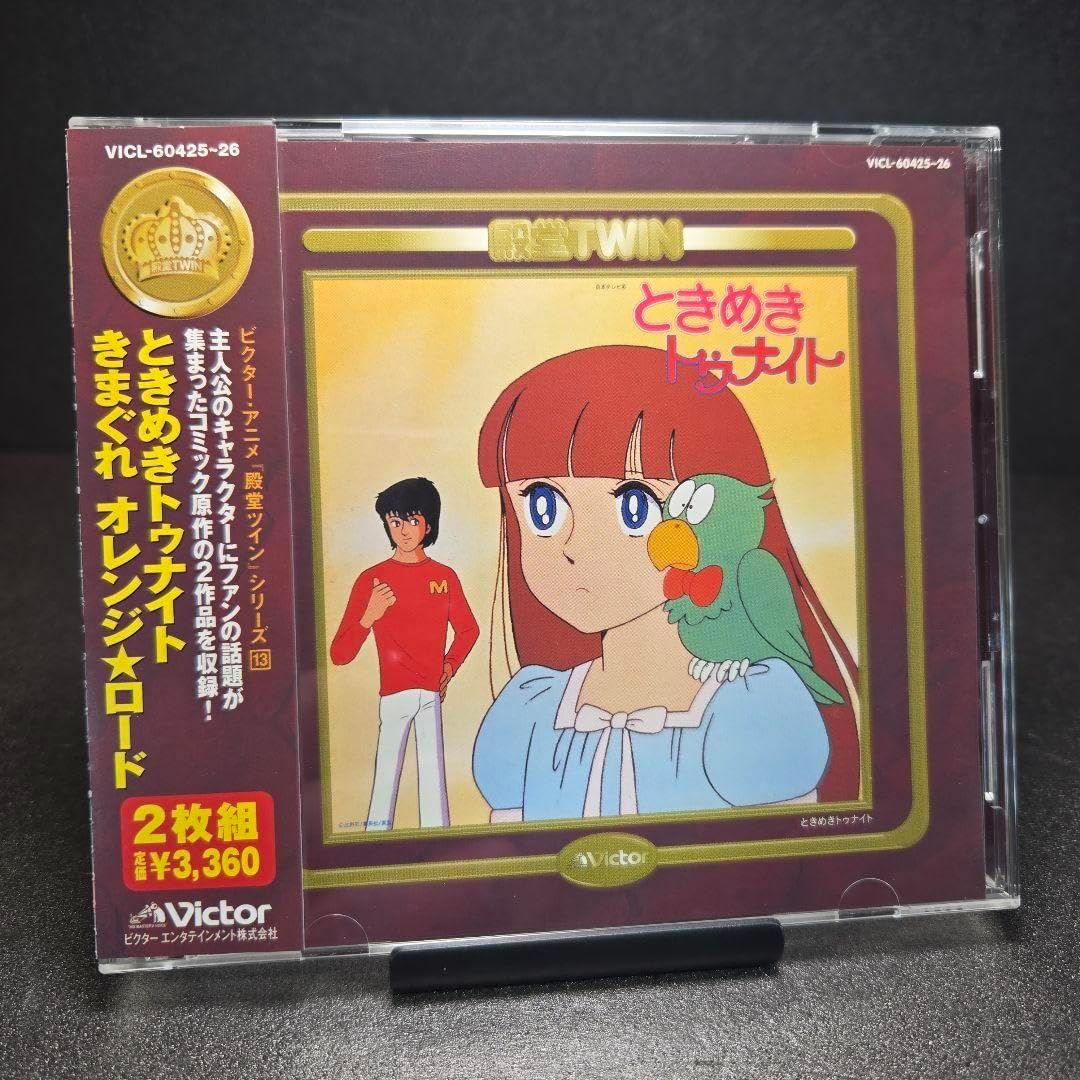 VICL-60425~26
殿堂TWIN
ビクター・アニメ『殿堂ツイン』シリーズ 13
主人公のキャラクターにファンの話題が
集まったコミック原作の2作品を収録!
ときめきトゥナイト
きまぐれ オレンジ★ロード
2枚組
定価 ¥3,360
Victor
ビクター エンタテインメント株式会社
VICL-60425~26
殿堂TWIN
日本テレビ系
ときめき
トゥナイト
M
ときめきトゥナイト
Victor